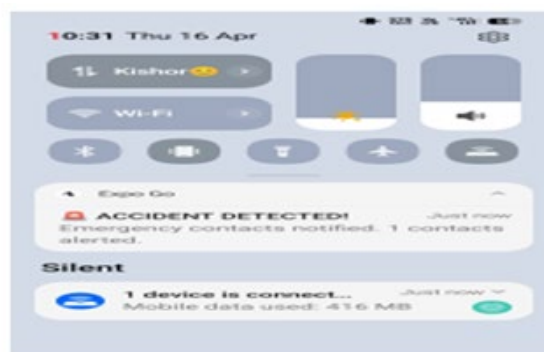 10:31 Thu 16 Apr
Kishor😊
Wi-Fi
Expo Go
🚨 ACCIDENT DETECTED! Just now
Emergency contacts notified. 1 contacts
alerted.
Silent
1 device is connect... Just now
Mobile data used: 416 MB